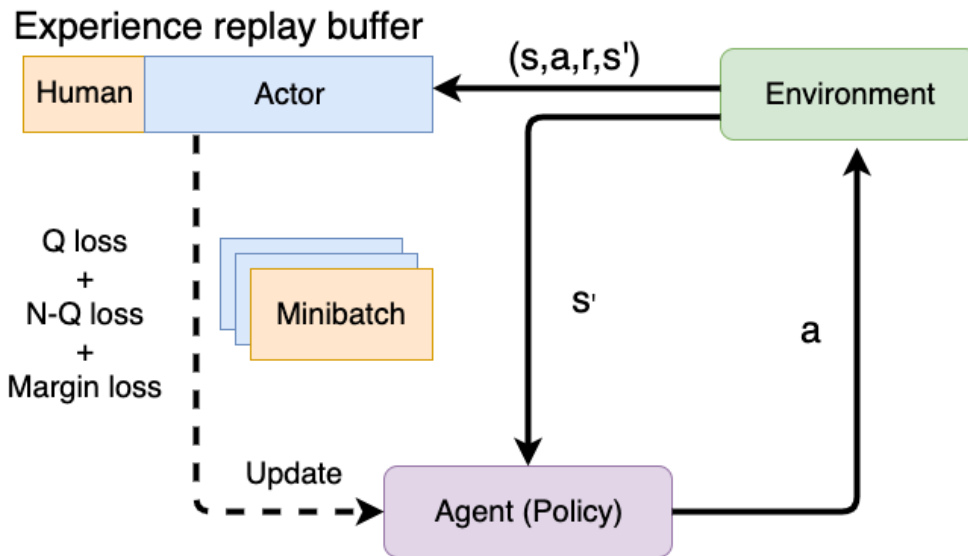 Experience replay buffer
Human
Actor
(s,a,r,s')
Environment
Q loss
+
N-Q loss
+
Margin loss
Minibatch
s'
a
Update
Agent (Policy)